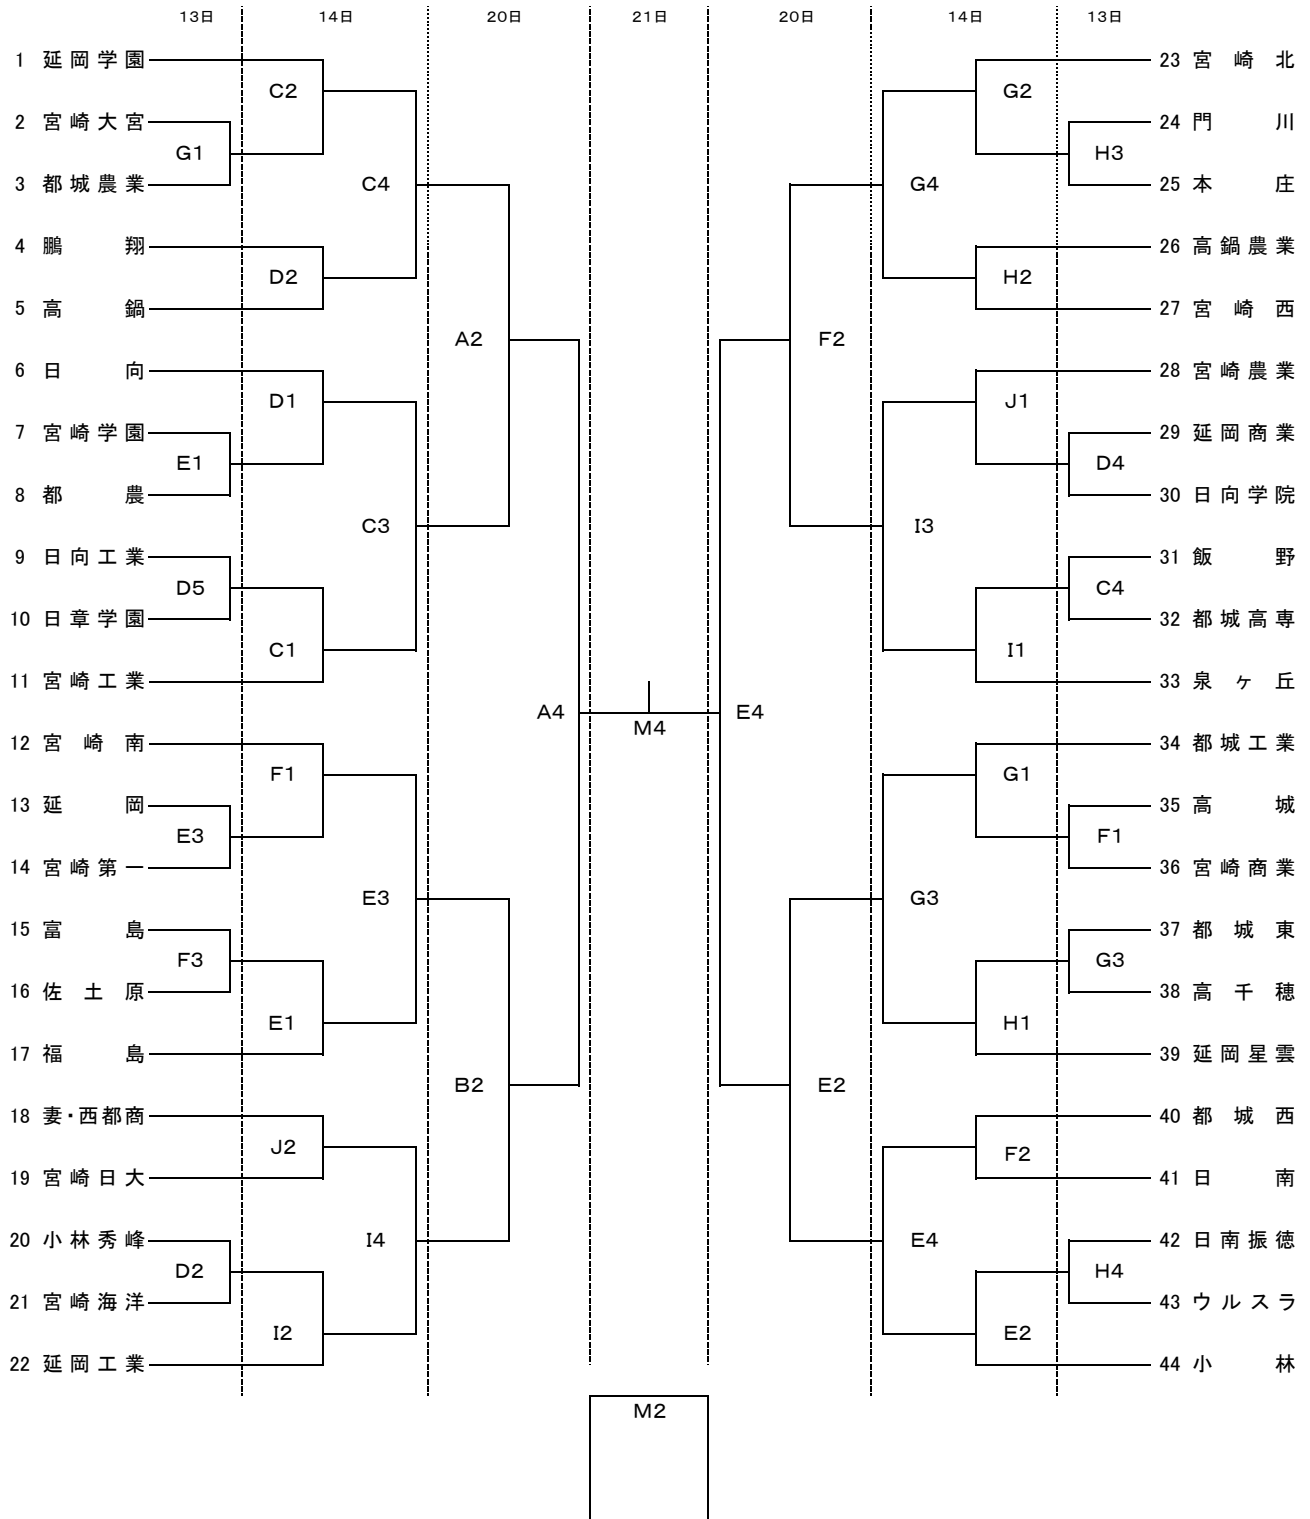 13日 14日 20日 21日 20日 14日 13日
1 延岡学園 23 宮崎北
C2 G2
2 宮崎大宮 24 門川
G1 H3
3 都城農業 C4 G4 25 本庄
4 鵬翔 26 高鍋農業
D2 H2
5 高鍋 27 宮崎西
A2 F2
6 日向 28 宮崎農業
D1 J1
7 宮崎学園 29 延岡商業
E1 D4
8 都農 30 日向学院
C3 I3
9 日向工業 31 飯野
D5 C4
10 日章学園 32 都城高専
C1 I1
11 宮崎工業 33 泉ヶ丘
A4 E4
M4
12 宮崎南 34 都城工業
F1 G1
13 延岡 35 高城
E3 F1
14 宮崎第一 36 宮崎商業
E3 G3
15 富島 37 都城東
F3 G3
16 佐土原 38 高千穂
E1 H1
17 福島 39 延岡星雲
B2 E2
18 妻・西都商 40 都城西
J2 F2
19 宮崎日大 41 日南
20 小林秀峰 I4 E4 42 日南振徳
D2 H4
21 宮崎海洋 43 ウルスラ
I2 E2
22 延岡工業 44 小林
M2